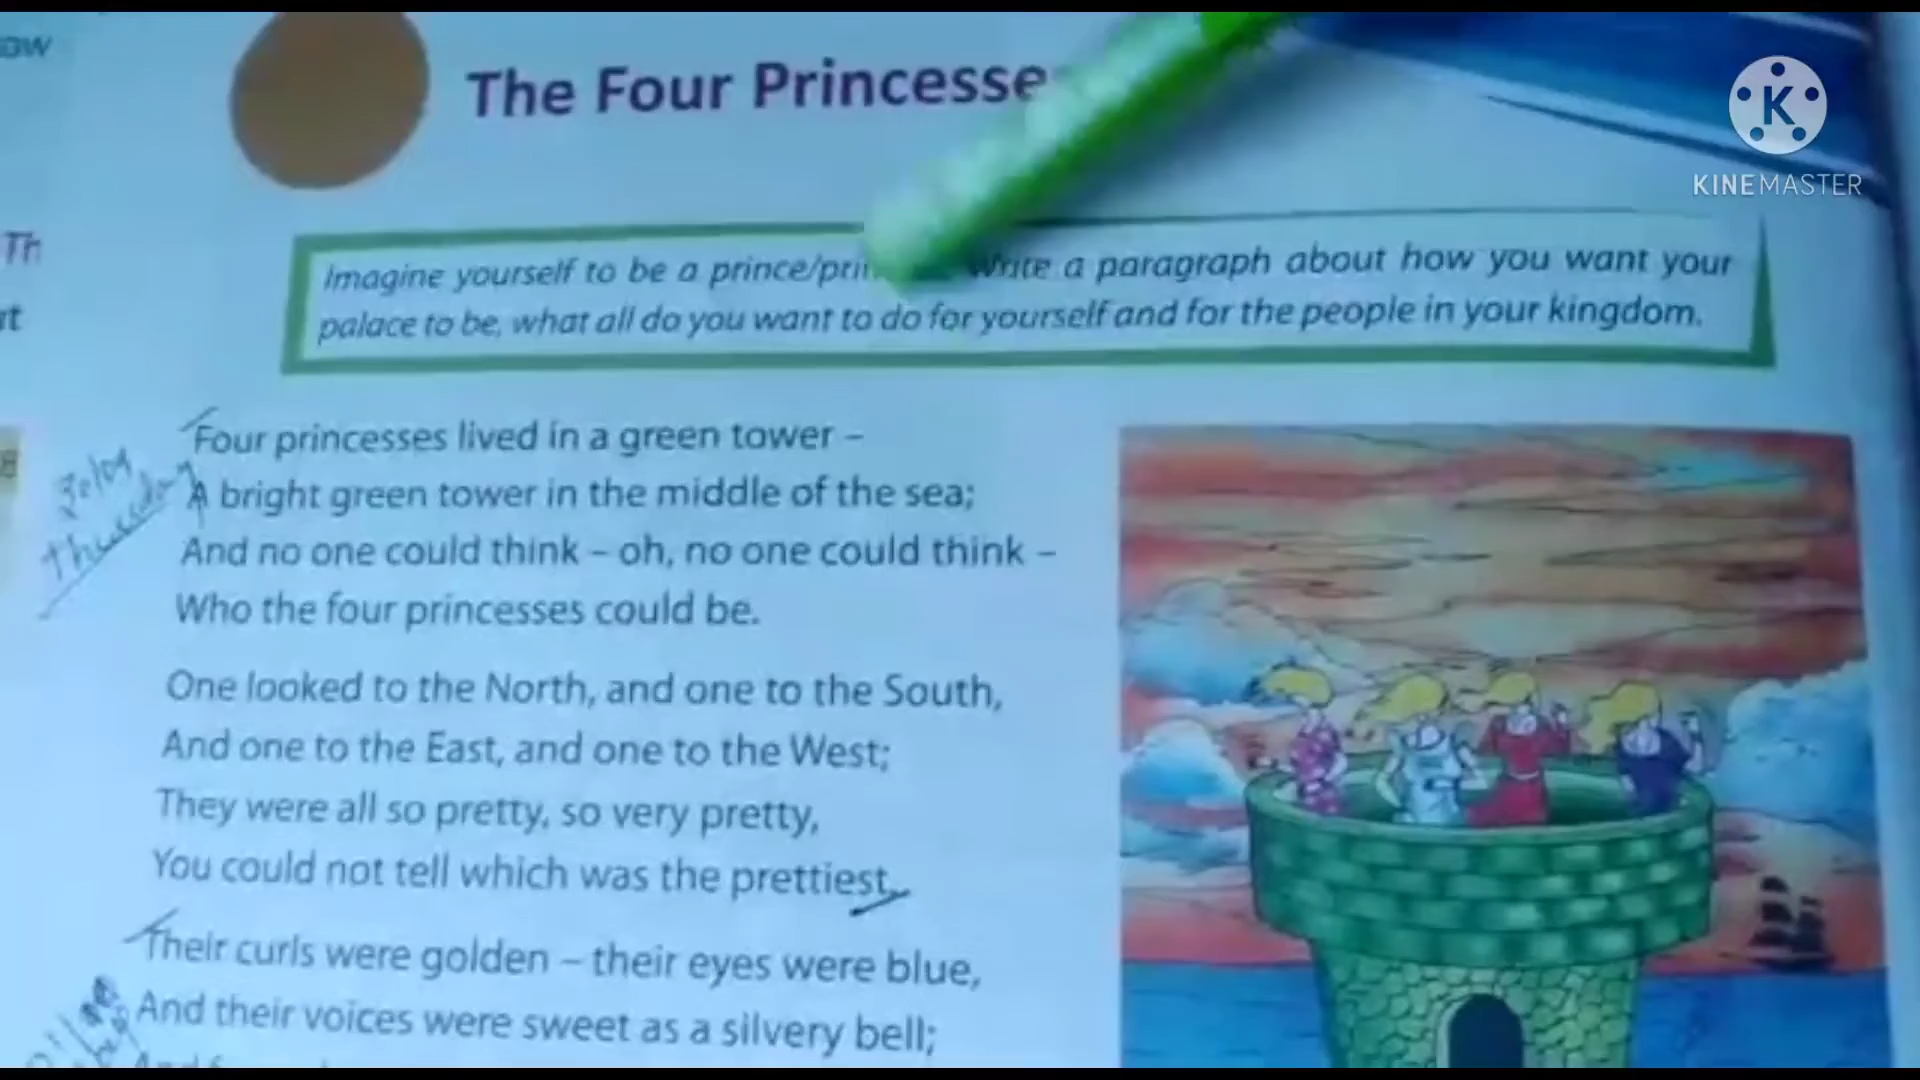 The Four Princesse
Imagine yourself to be a prince/prin Write a paragraph about how you want your
palace to be, what all do you want to do for yourself and for the people in your kingdom.
Four princesses lived in a green tower –
A bright green tower in the middle of the sea;
And no one could think – oh, no one could think –
Who the four princesses could be.
One looked to the North, and one to the South,
And one to the East, and one to the West;
They were all so pretty, so very pretty,
You could not tell which was the prettiest.
Their curls were golden – their eyes were blue,
And their voices were sweet as a silvery bell;
Thursday
K
KINEMASTER